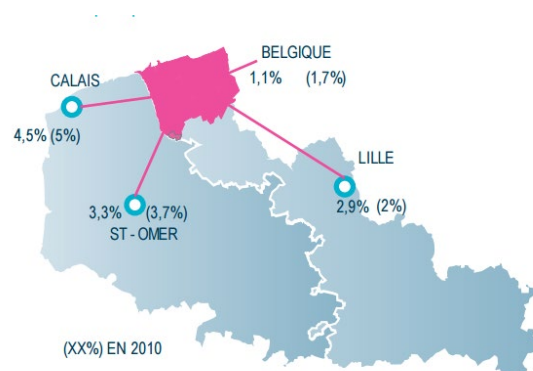 BELGIQUE
1,1% (1,7%)
CALAIS
4,5% (5%)
LILLE
2,9% (2%)
3,3% (3,7%)
ST - OMER
(XX%) EN 2010